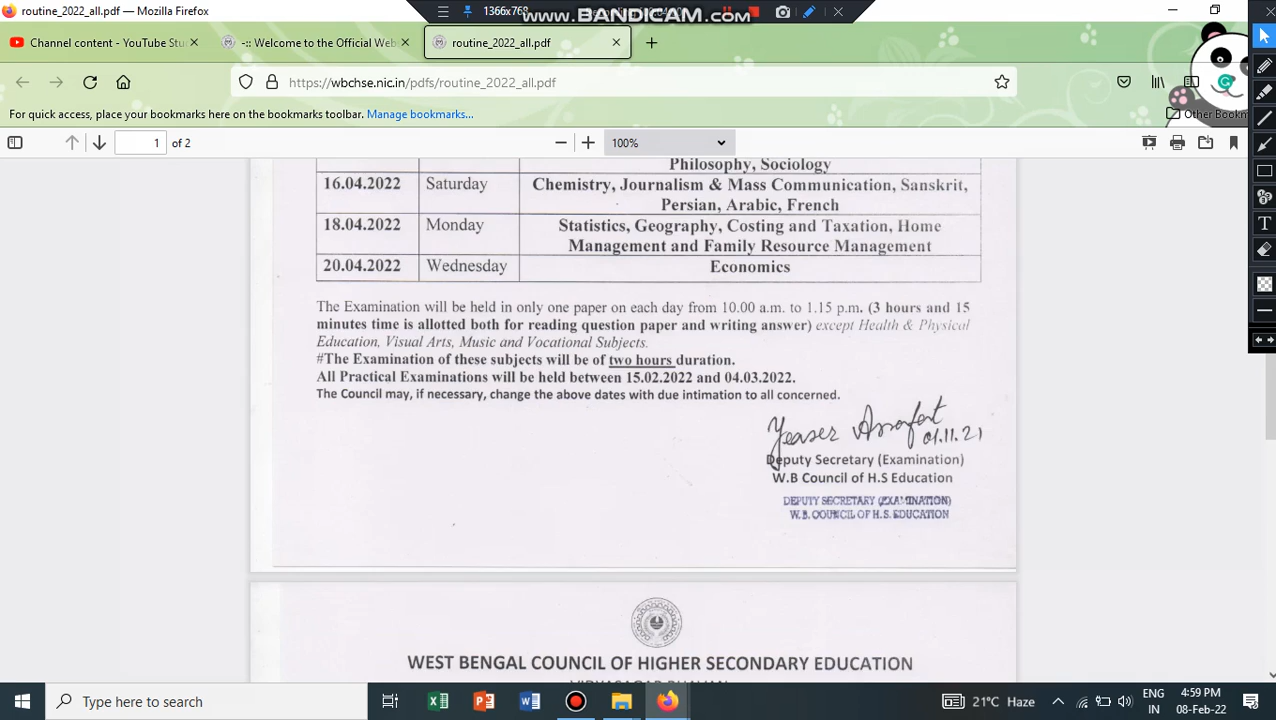 routine_2022_all.pdf — Mozilla Firefox
1366x768
www.BANDICAM.com
Channel content - YouTube Stu
-:: Welcome to the Official Web
routine_2022_all.pdf
https://wbchse.nic.in/pdfs/routine_2022_all.pdf
For quick access, place your bookmarks here on the bookmarks toolbar. Manage bookmarks...
Other Bookm
1 of 2
100%
Philosophy, Sociology
16.04.2022 Saturday Chemistry, Journalism & Mass Communication, Sanskrit,
Persian, Arabic, French
18.04.2022 Monday Statistics, Geography, Costing and Taxation, Home
Management and Family Resource Management
20.04.2022 Wednesday Economics
The Examination will be held in only one paper on each day from 10.00 a.m. to 1.15 p.m. (3 hours and 15
minutes time is allotted both for reading question paper and writing answer) except Health & Physical
Education, Visual Arts, Music and Vocational Subjects.
#The Examination of these subjects will be of two hours duration.
All Practical Examinations will be held between 15.02.2022 and 04.03.2022.
The Council may, if necessary, change the above dates with due intimation to all concerned.
Yeaser Arrafat
01.11.21
Deputy Secretary (Examination)
W.B Council of H.S Education
DEPUTY SECRETARY (EXAMINATION)
W.B. COUNCIL OF H.S. EDUCATION
WEST BENGAL COUNCIL OF HIGHER SECONDARY EDUCATION
Type here to search
21°C Haze
ENG
IN
4:59 PM
08-Feb-22